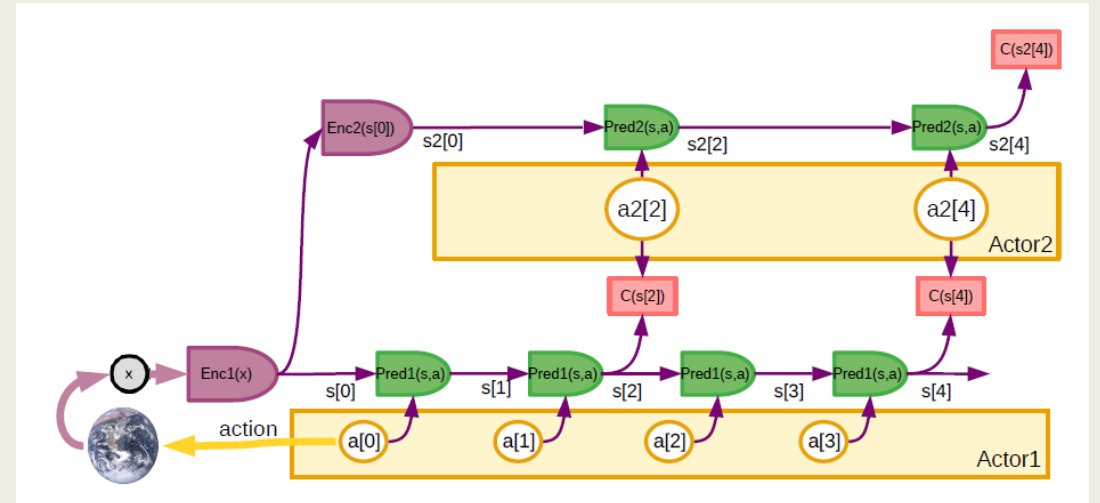 C(s2[4])
Enc2(s[0])
s2[0]
Pred2(s,a)
s2[2]
Pred2(s,a)
s2[4]
a2[2]
a2[4]
Actor2
C(s[2])
C(s[4])
x
Enc1(x)
s[0]
Pred1(s,a)
s[1]
Pred1(s,a)
s[2]
Pred1(s,a)
s[3]
Pred1(s,a)
s[4]
action
a[0]
a[1]
a[2]
a[3]
Actor1